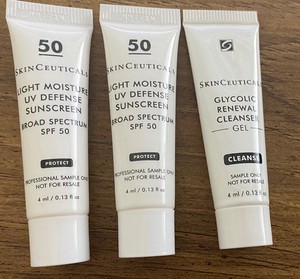 50
SKINCEUTICALS
LIGHT MOISTURE
UV DEFENSE
SUNSCREEN
BROAD SPECTRUM
SPF 50
PROTECT
PROFESSIONAL SAMPLE ONLY
NOT FOR RESALE
4 ml / 0.13 fl oz
50
SKINCEUTICALS
LIGHT MOISTURE
UV DEFENSE
SUNSCREEN
BROAD SPECTRUM
SPF 50
PROTECT
PROFESSIONAL SAMPLE ONLY
NOT FOR RESALE
4 ml / 0.13 fl oz
SKINCEUTICALS
GLYCOLIC
RENEWAL
CLEANSER
GEL
CLEANSE
SAMPLE ONLY
NOT FOR RESALE
4 ml / 0.13 fl oz